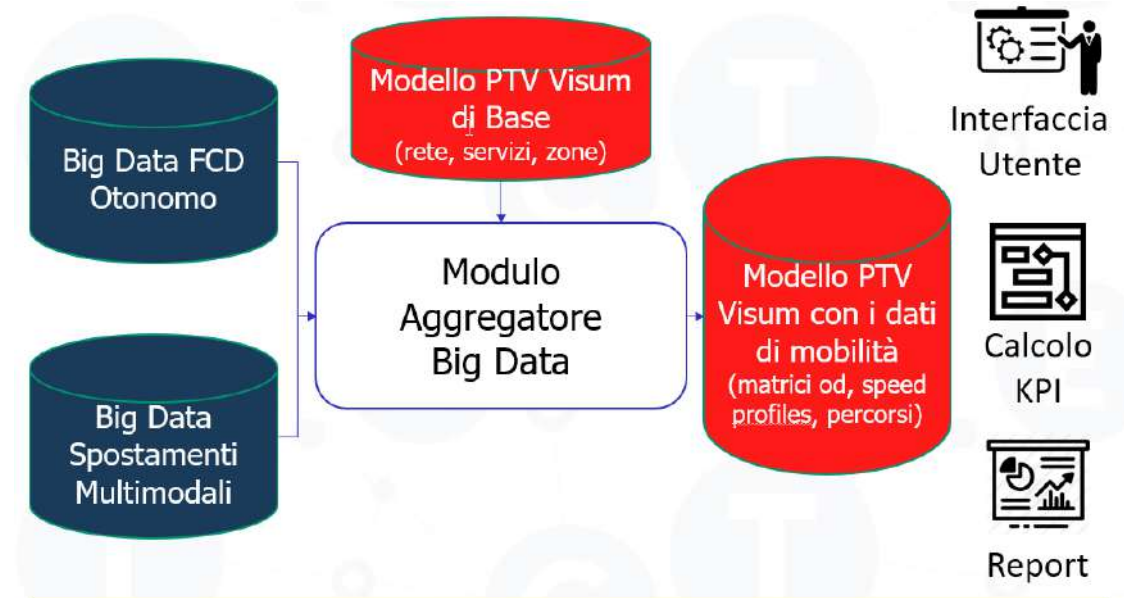 Big Data FCD
Otonomo
Big Data
Spostamenti
Multimodali
Modello PTV Visum
di Base
(rete, servizi, zone)
Modulo
Aggregatore
Big Data
Modello PTV
Visum con i dati
di mobilità
(matrici od, speed
profiles, percorsi)
Interfaccia
Utente
Calcolo
KPI
Report